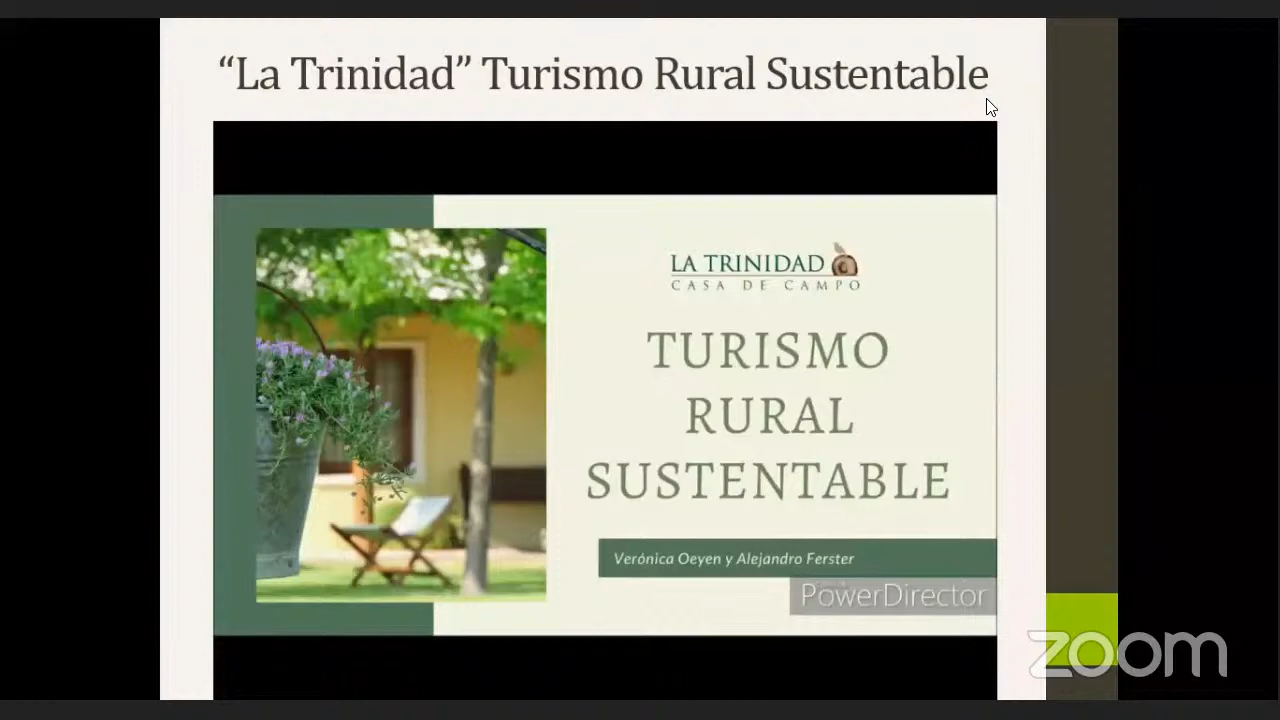 “La Trinidad” Turismo Rural Sustentable
LA TRINIDAD
CASA DE CAMPO
TURISMO
RURAL
SUSTENTABLE
Verónica Oeyen y Alejandro Ferster
PowerDirector
zoom